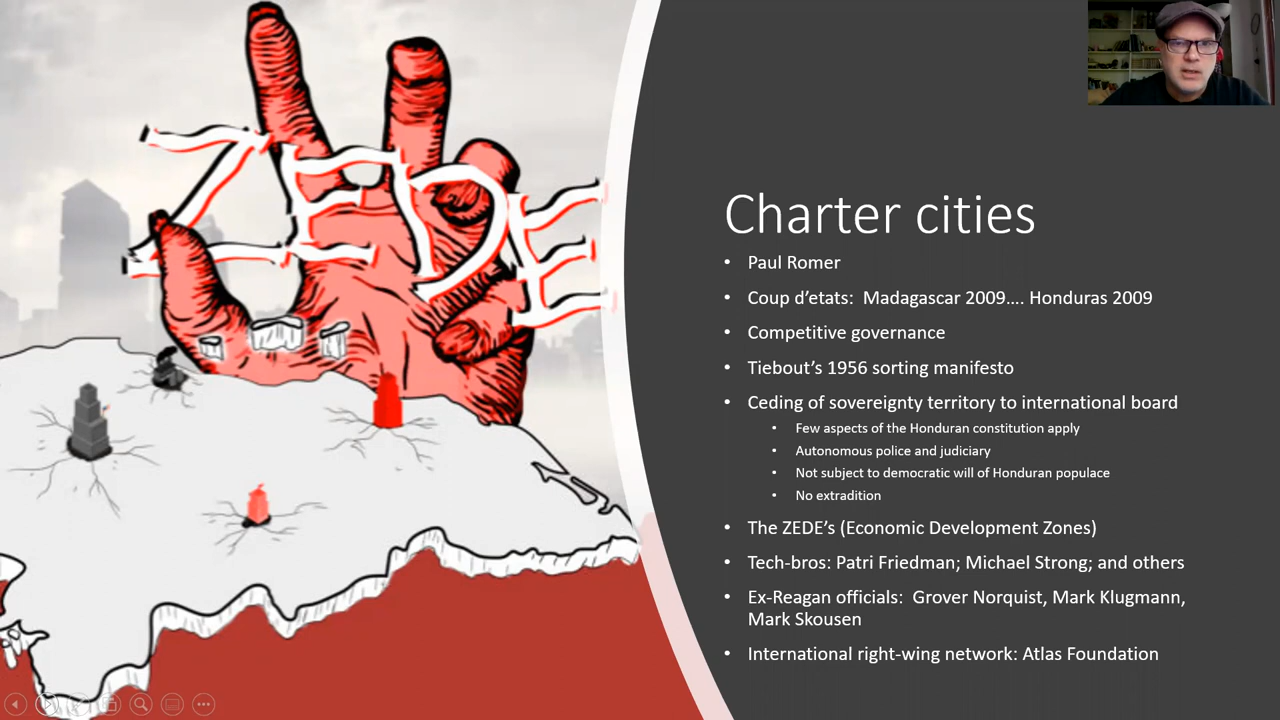 ZEDE
Charter cities
• Paul Romer
• Coup d'etats:  Madagascar 2009…. Honduras 2009
• Competitive governance
• Tiebout's 1956 sorting manifesto
• Ceding of sovereignty territory to international board
• Few aspects of the Honduran constitution apply
• Autonomous police and judiciary
• Not subject to democratic will of Honduran populace
• No extradition
• The ZEDE's (Economic Development Zones)
• Tech-bros: Patri Friedman; Michael Strong; and others
• Ex-Reagan officials:  Grover Norquist, Mark Klugmann,
Mark Skousen
• International right-wing network: Atlas Foundation